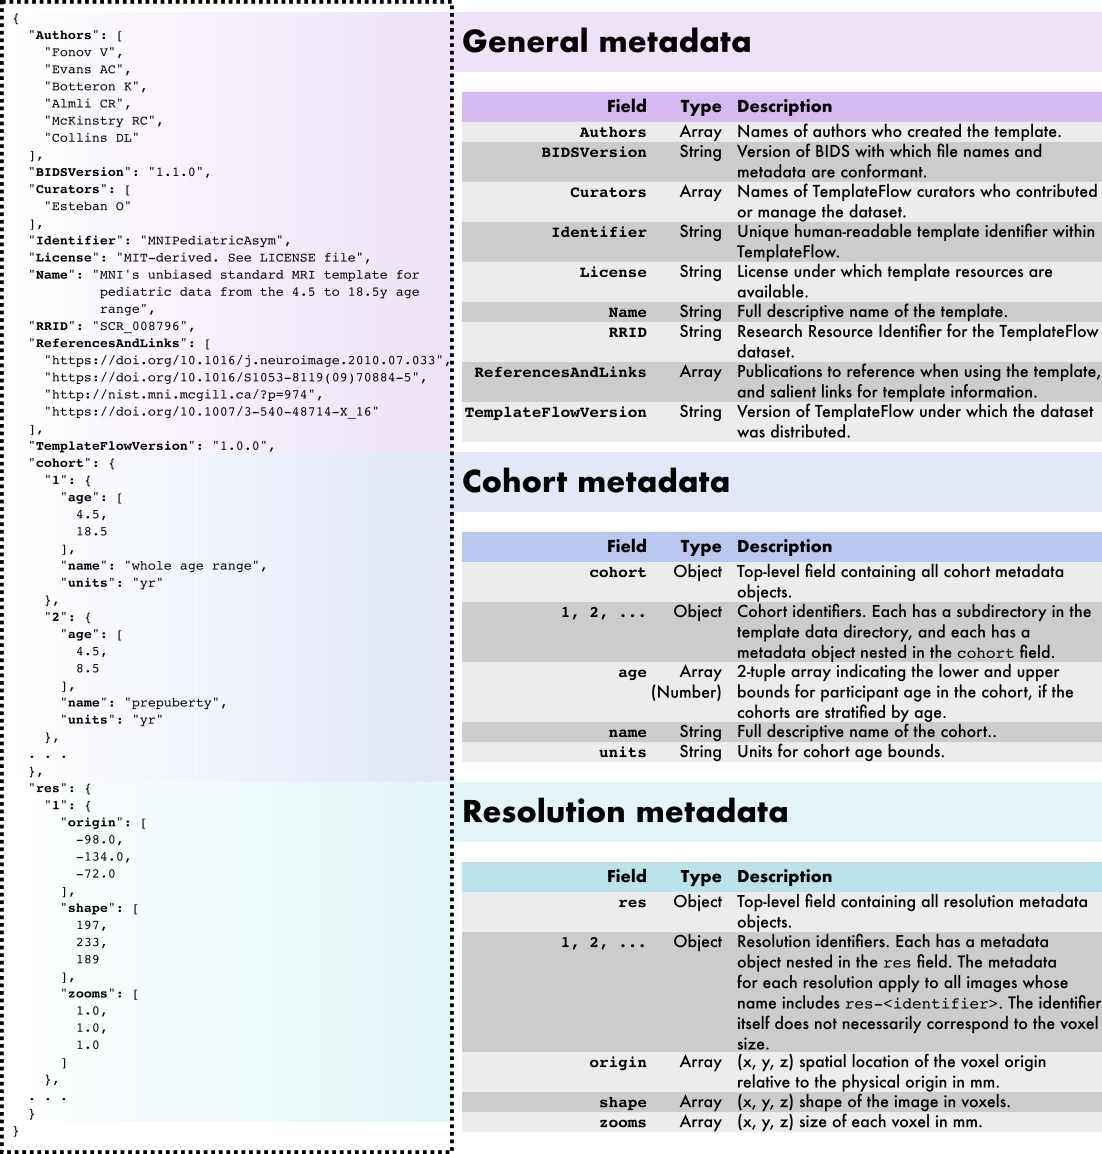 {
"Authors": [
"Fonov V",
"Evans AC",
"Botteron K",
"Almli CR",
"McKinstry RC",
"Collins DL"
],
"BIDSVersion": "1.1.0",
"Curators": [
"Esteban O"
],
"Identifier": "MNIPediatricAsym",
"License": "MIT-derived. See LICENSE file",
"Name": "MNI's unbiased standard MRI template for
pediatric data from the 4.5 to 18.5y age
range",
"RRID": "SCR_008796",
"ReferencesAndLinks": [
"https://doi.org/10.1016/j.neuroimage.2010.07.033",
"https://doi.org/10.1016/S1053-8119(09)70884-5",
"http://nist.mni.mcgill.ca/?p=974",
"https://doi.org/10.1007/3-540-48714-X_16"
],
"TemplateFlowVersion": "1.0.0",
"cohort": {
"1": {
"age": [
4.5,
18.5
],
"name": "whole age range",
"units": "yr"
},
"2": {
"age": [
4.5,
8.5
],
"name": "prepuberty",
"units": "yr"
},
. . .
},
"res": {
"1": {
"origin": [
-98.0,
-134.0,
-72.0
],
"shape": [
197,
233,
189
],
"zooms": [
1.0,
1.0,
1.0
]
},
. . .
}
}
General metadata
Field Type Description
Authors Array Names of authors who created the template.
BIDSVersion String Version of BIDS with which file names and
metadata are conformant.
Curators Array Names of TemplateFlow curators who contributed
or manage the dataset.
Identifier String Unique human-readable template identifier within
TemplateFlow.
License String License under which template resources are
available.
Name String Full descriptive name of the template.
RRID String Research Resource Identifier for the TemplateFlow
dataset.
ReferencesAndLinks Array Publications to reference when using the template,
and salient links for template information.
TemplateFlowVersion String Version of TemplateFlow under which the dataset
was distributed.
Cohort metadata
Field Type Description
cohort Object Top-level field containing all cohort metadata
objects.
1, 2, ... Object Cohort identifiers. Each has a subdirectory in the
template data directory, and each has a
metadata object nested in the cohort field.
age Array 2-tuple array indicating the lower and upper
(Number) bounds for participant age in the cohort, if the
cohorts are stratified by age.
name String Full descriptive name of the cohort..
units String Units for cohort age bounds.
Resolution metadata
Field Type Description
res Object Top-level field containing all resolution metadata
objects.
1, 2, ... Object Resolution identifiers. Each has a metadata
object nested in the res field. The metadata
for each resolution apply to all images whose
name includes res-<identifier>. The identifier
itself does not necessarily correspond to the voxel
size.
origin Array (x, y, z) spatial location of the voxel origin
relative to the physical origin in mm.
shape Array (x, y, z) shape of the image in voxels.
zooms Array (x, y, z) size of each voxel in mm.